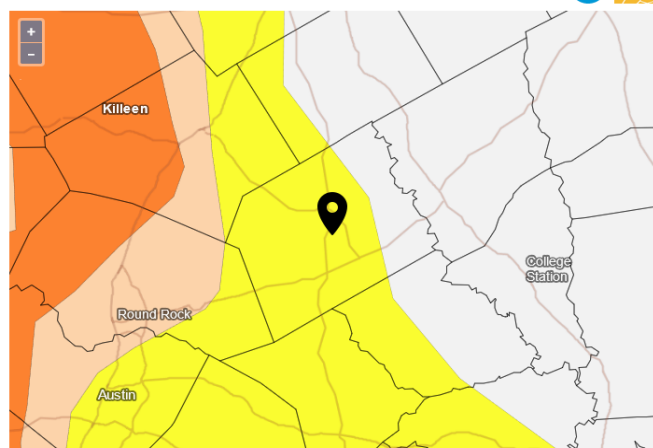 +
−
Killeen
College
Station
Round Rock
Austin